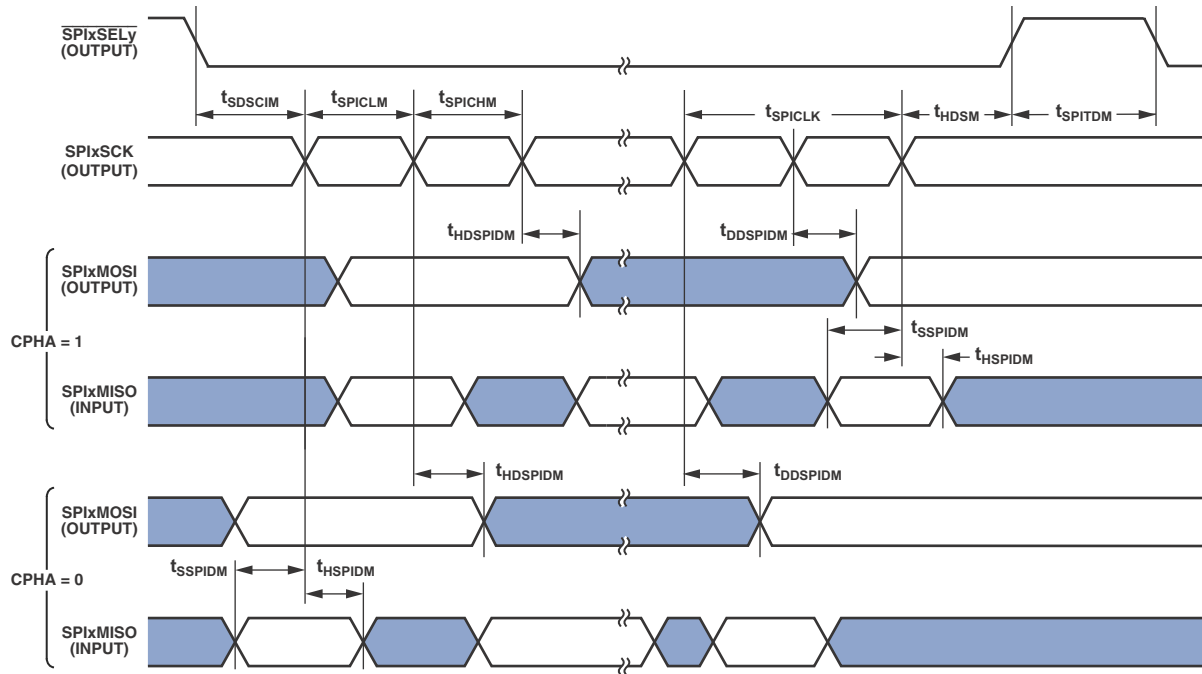 SPIxSELy
(OUTPUT)
tSDSCIM tSPICLM tSPICHM tSPICLK tHDSM tSPITDM
SPIxSCK
(OUTPUT)
tHDSPIDM tDDSPIDM
SPIxMOSI
(OUTPUT)
CPHA = 1
tSSPIDM
tHSPIDM
SPIxMISO
(INPUT)
tHDSPIDM tDDSPIDM
SPIxMOSI
(OUTPUT)
CPHA = 0
tSSPIDM tHSPIDM
SPIxMISO
(INPUT)